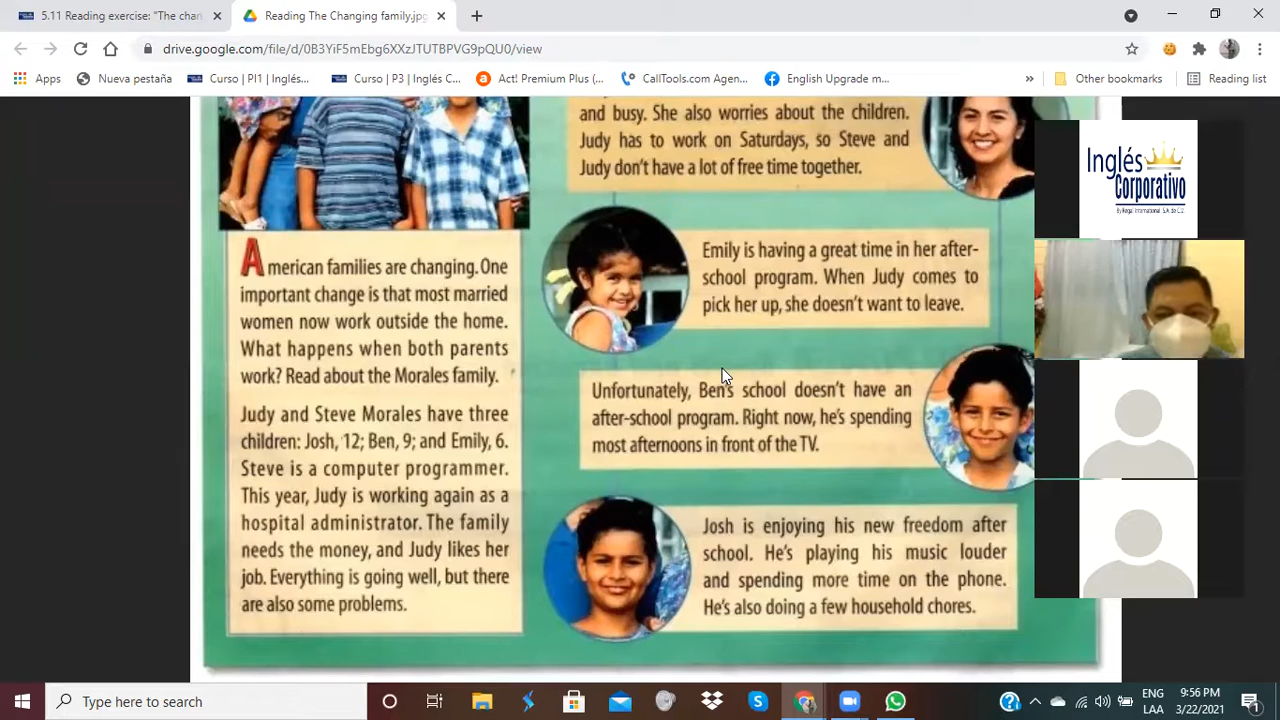 5.11 Reading exercise: "The chan
Reading The Changing family.jpg
drive.google.com/file/d/0B3YiF5mEbg6XXzJTUTBPVG9pQU0/view
Apps
Nueva pestaña
Curso | PI1 | Inglés...
Curso | P3 | Inglés C...
Act! Premium Plus (...
CallTools.com Agen...
English Upgrade m...
»
Other bookmarks
Reading list
and busy. She also worries about the children.
Judy has to work on Saturdays, so Steve and
Judy don't have a lot of free time together.
American families are changing. One
important change is that most married
women now work outside the home.
What happens when both parents
work? Read about the Morales family.
Judy and Steve Morales have three
children: Josh, 12; Ben, 9; and Emily, 6.
Steve is a computer programmer.
This year, Judy is working again as a
hospital administrator. The family
needs the money, and Judy likes her
job. Everything is going well, but there
are also some problems.
Emily is having a great time in her after-
school program. When Judy comes to
pick her up, she doesn't want to leave.
Unfortunately, Ben's school doesn't have an
after-school program. Right now, he's spending
most afternoons in front of the TV.
Josh is enjoying his new freedom after
school. He's playing his music louder
and spending more time on the phone.
He's also doing a few household chores.
Inglés
Corporativo
By Regal International S.A. de C.V.
Type here to search
ENG
LAA
9:56 PM
3/22/2021